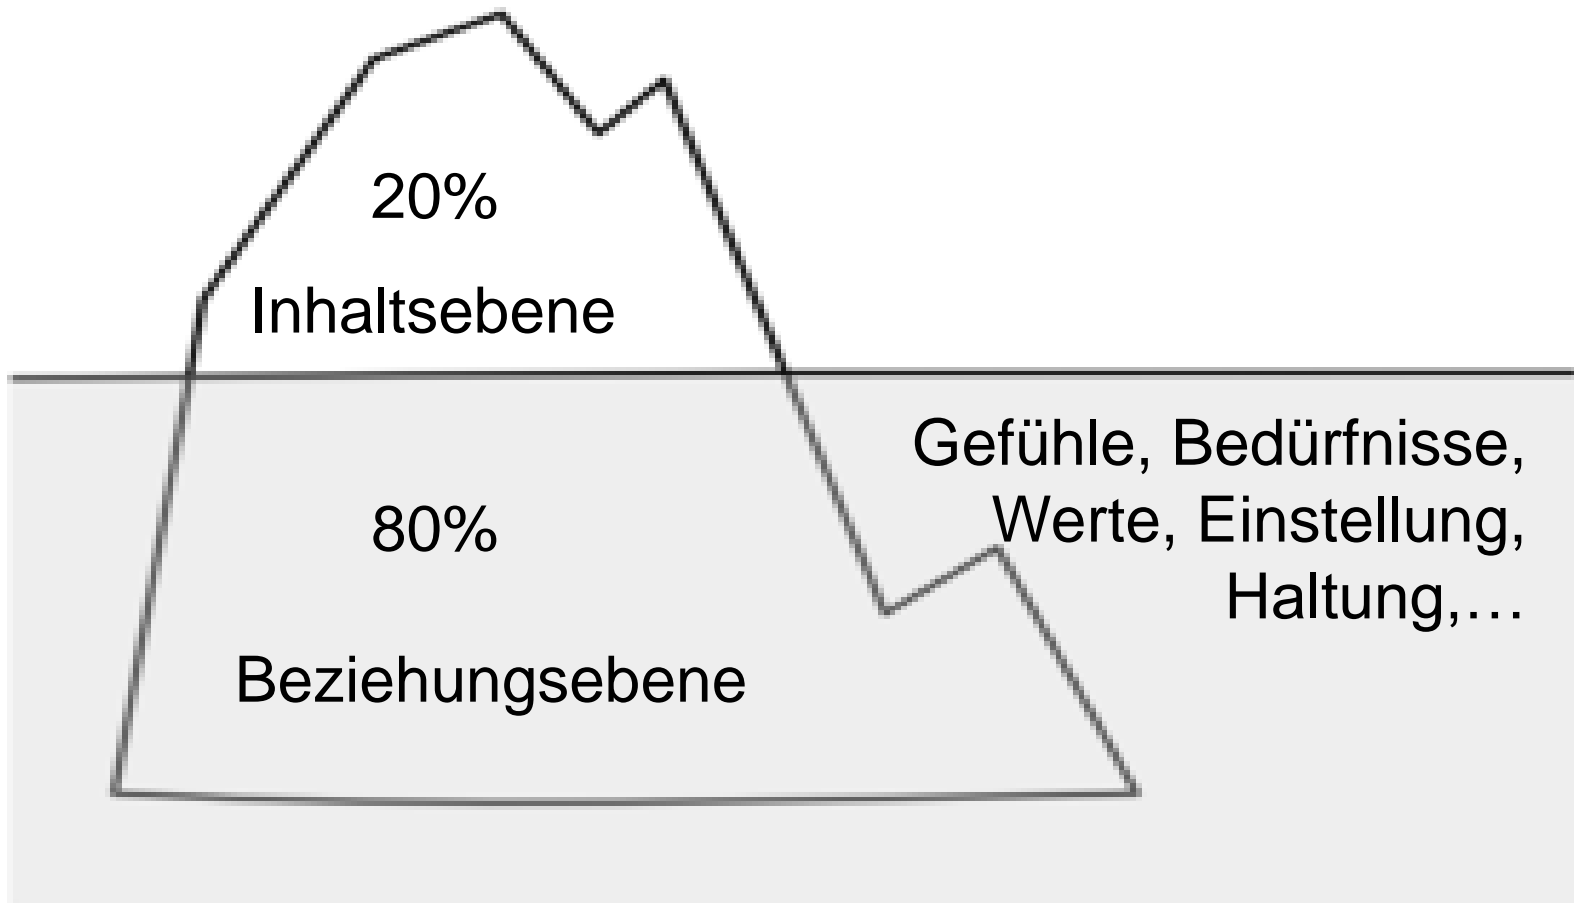 20%
Inhaltsebene
Gefühle, Bedürfnisse,
Werte, Einstellung,
Haltung,…
80%
Beziehungsebene